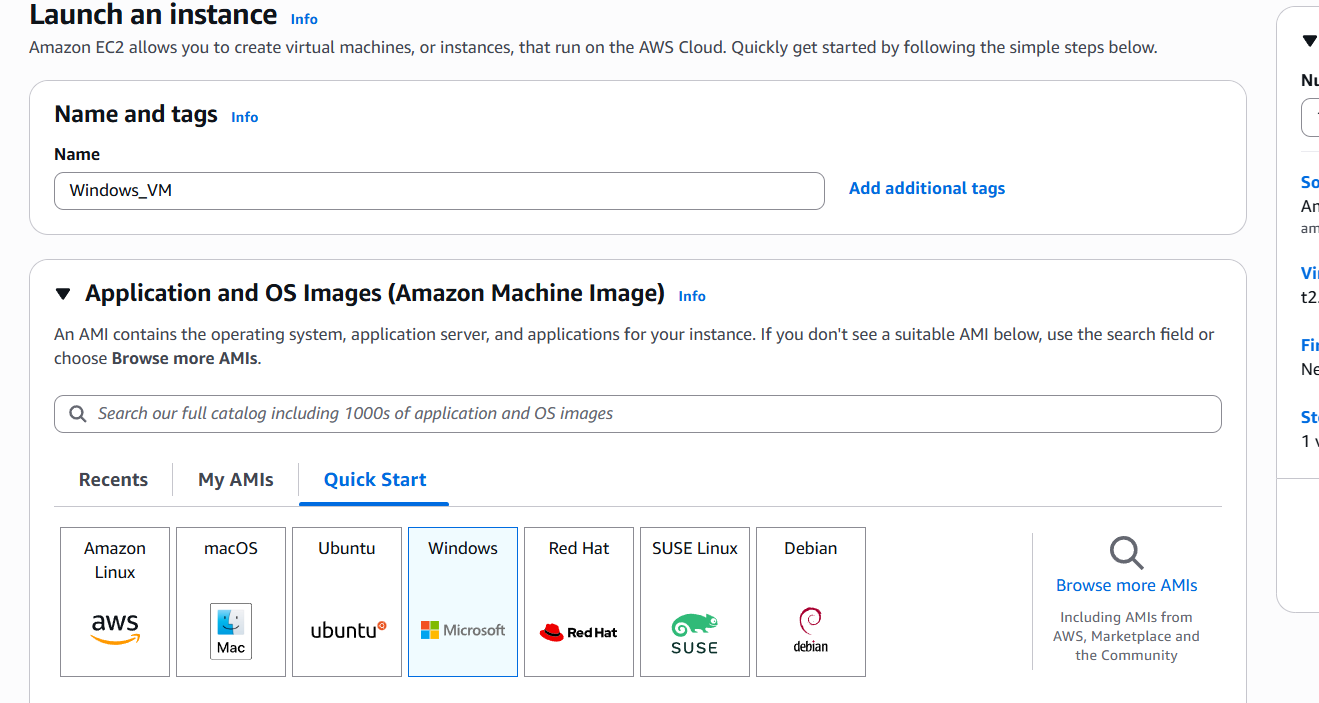 Launch an instance Info
Amazon EC2 allows you to create virtual machines, or instances, that run on the AWS Cloud. Quickly get started by following the simple steps below.
Name and tags Info
Name
Windows_VM
Add additional tags
Application and OS Images (Amazon Machine Image) Info
An AMI contains the operating system, application server, and applications for your instance. If you don't see a suitable AMI below, use the search field or
choose Browse more AMIs.
Search our full catalog including 1000s of application and OS images
Recents
My AMIs
Quick Start
Amazon
Linux
aws
macOS
Mac
Ubuntu
ubuntu
Windows
Microsoft
Red Hat
Red Hat
SUSE Linux
SUSE
Debian
debian
Browse more AMIs
Including AMIs from
AWS, Marketplace and
the Community